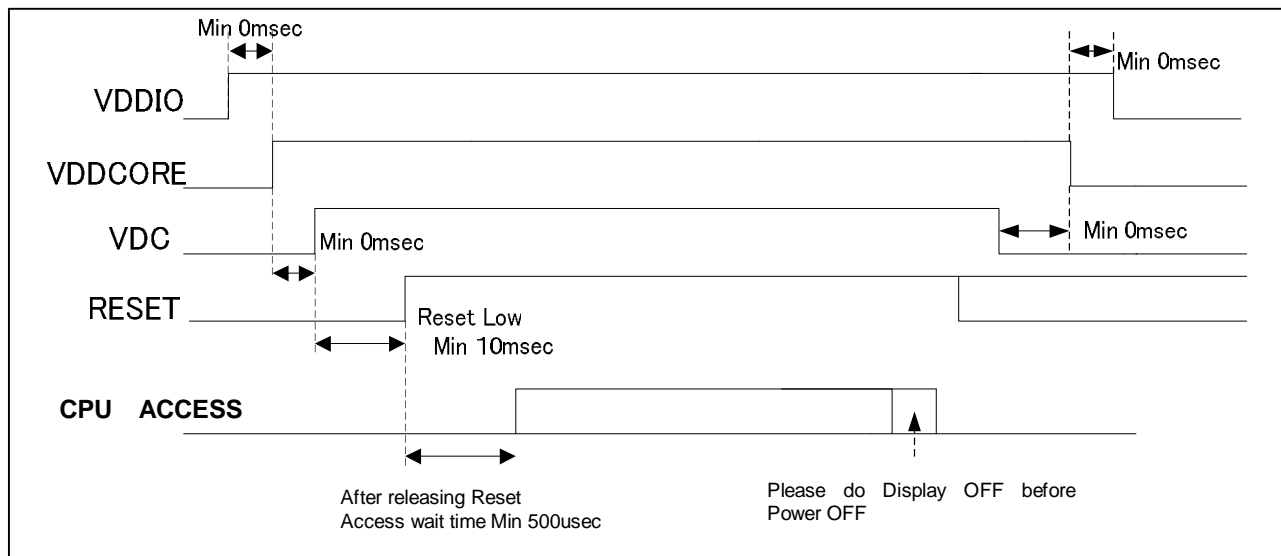 Min 0msec
Min 0msec
VDDIO
VDDCORE
VDC
Min 0msec
Min 0msec
RESET
Reset Low
Min 10msec
CPU ACCESS
After releasing Reset
Access wait time Min 500usec
Please do Display OFF before
Power OFF